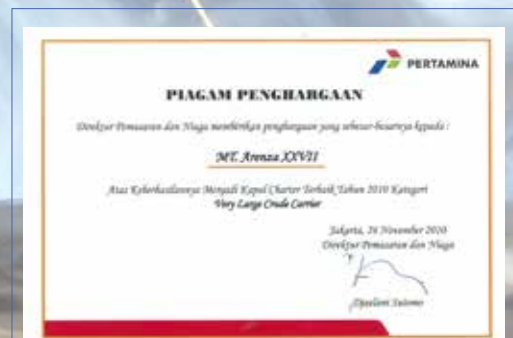 PERTAMINA
PIAGAM PENGHARGAAN
Direktur Pemasaran dan Niaga memberikan penghargaan yang sebesar-besarnya kepada :
MT. Arenza XXVII
Atas Keberhasilannya Menjadi Kapal Charter Terbaik Tahun 2010 Kategori
Very Large Crude Carrier
Jakarta, 26 November 2010
Direktur Pemasaran dan Niaga
Djaelani Sutomo